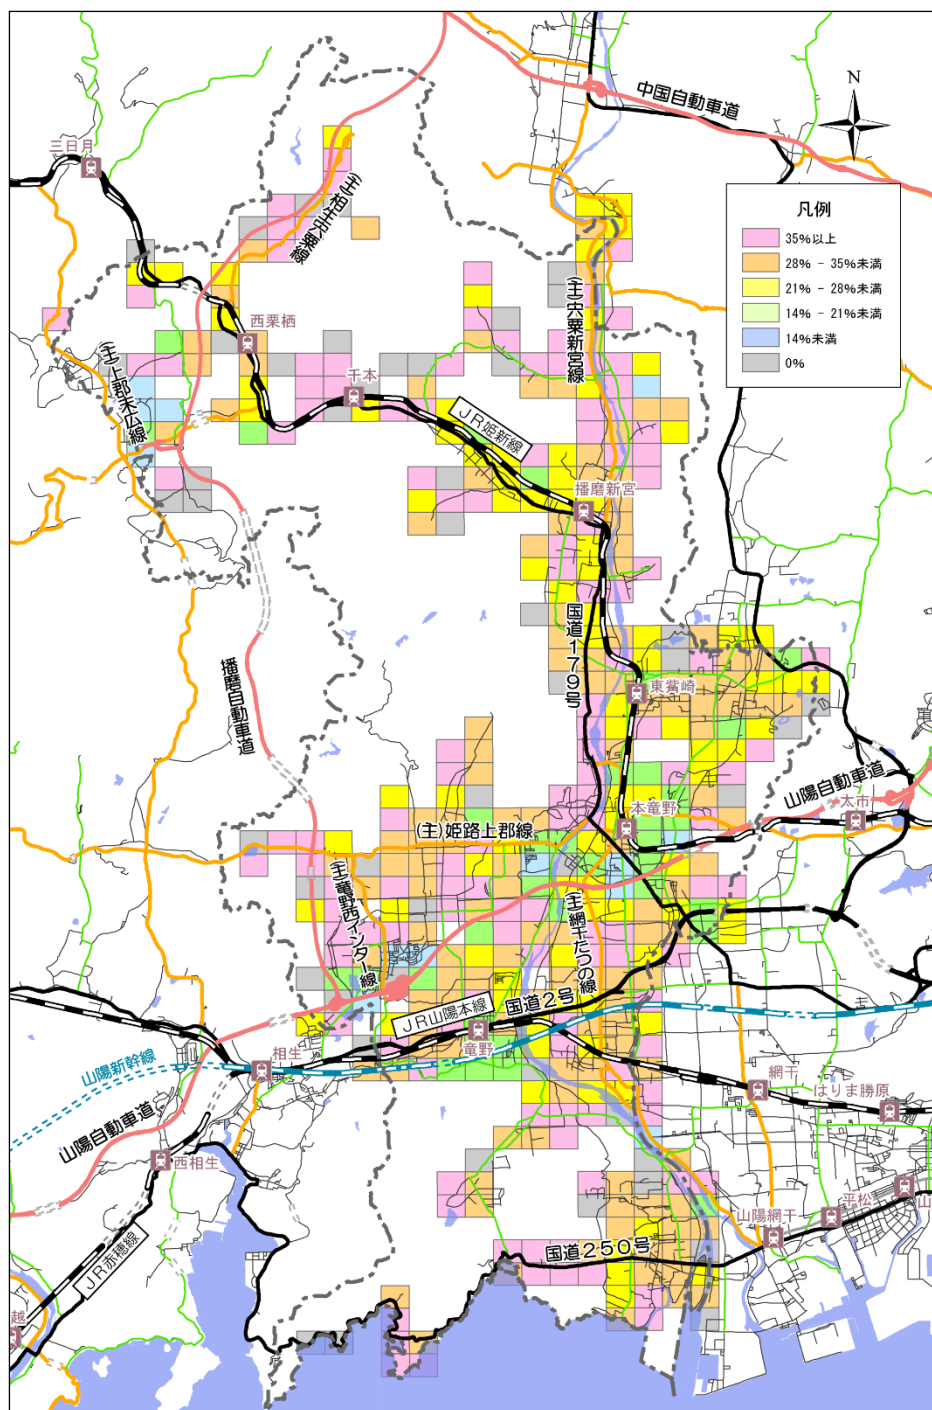 中国自動車道
N
三日月
(主)相生宍粟線
凡例
35%以上
28% - 35%未満
21% - 28%未満
14% - 21%未満
14%未満
0%
(主)宍粟新宮線
西栗栖
(主)上郡末広線
千本
JR姫新線
播磨新宮
国道179号
播磨自動車道
東觜崎
山陽自動車道
太市
本竜野
(主)姫路上郡線
(主)竜野西インター線
(主)網干たつの線
国道2号
JR山陽本線
竜野
山陽新幹線
相生
網干
はりま勝原
山陽自動車道
西相生
平松
山
山陽網干
国道250号
JR赤穂線
越